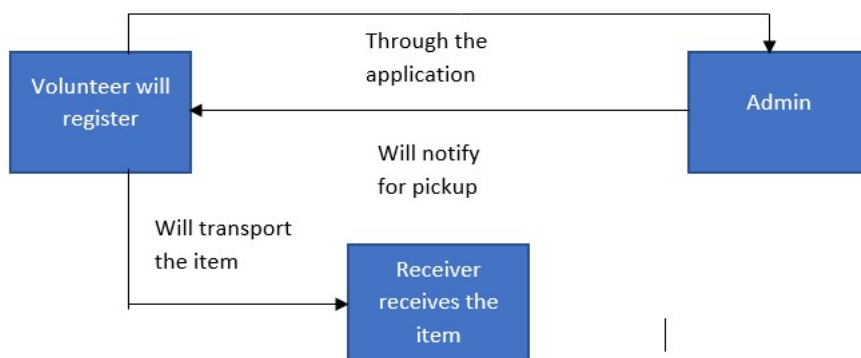 Through the
application
Volunteer will
register
Admin
Will notify
for pickup
Will transport
the item
Receiver
receives the
item